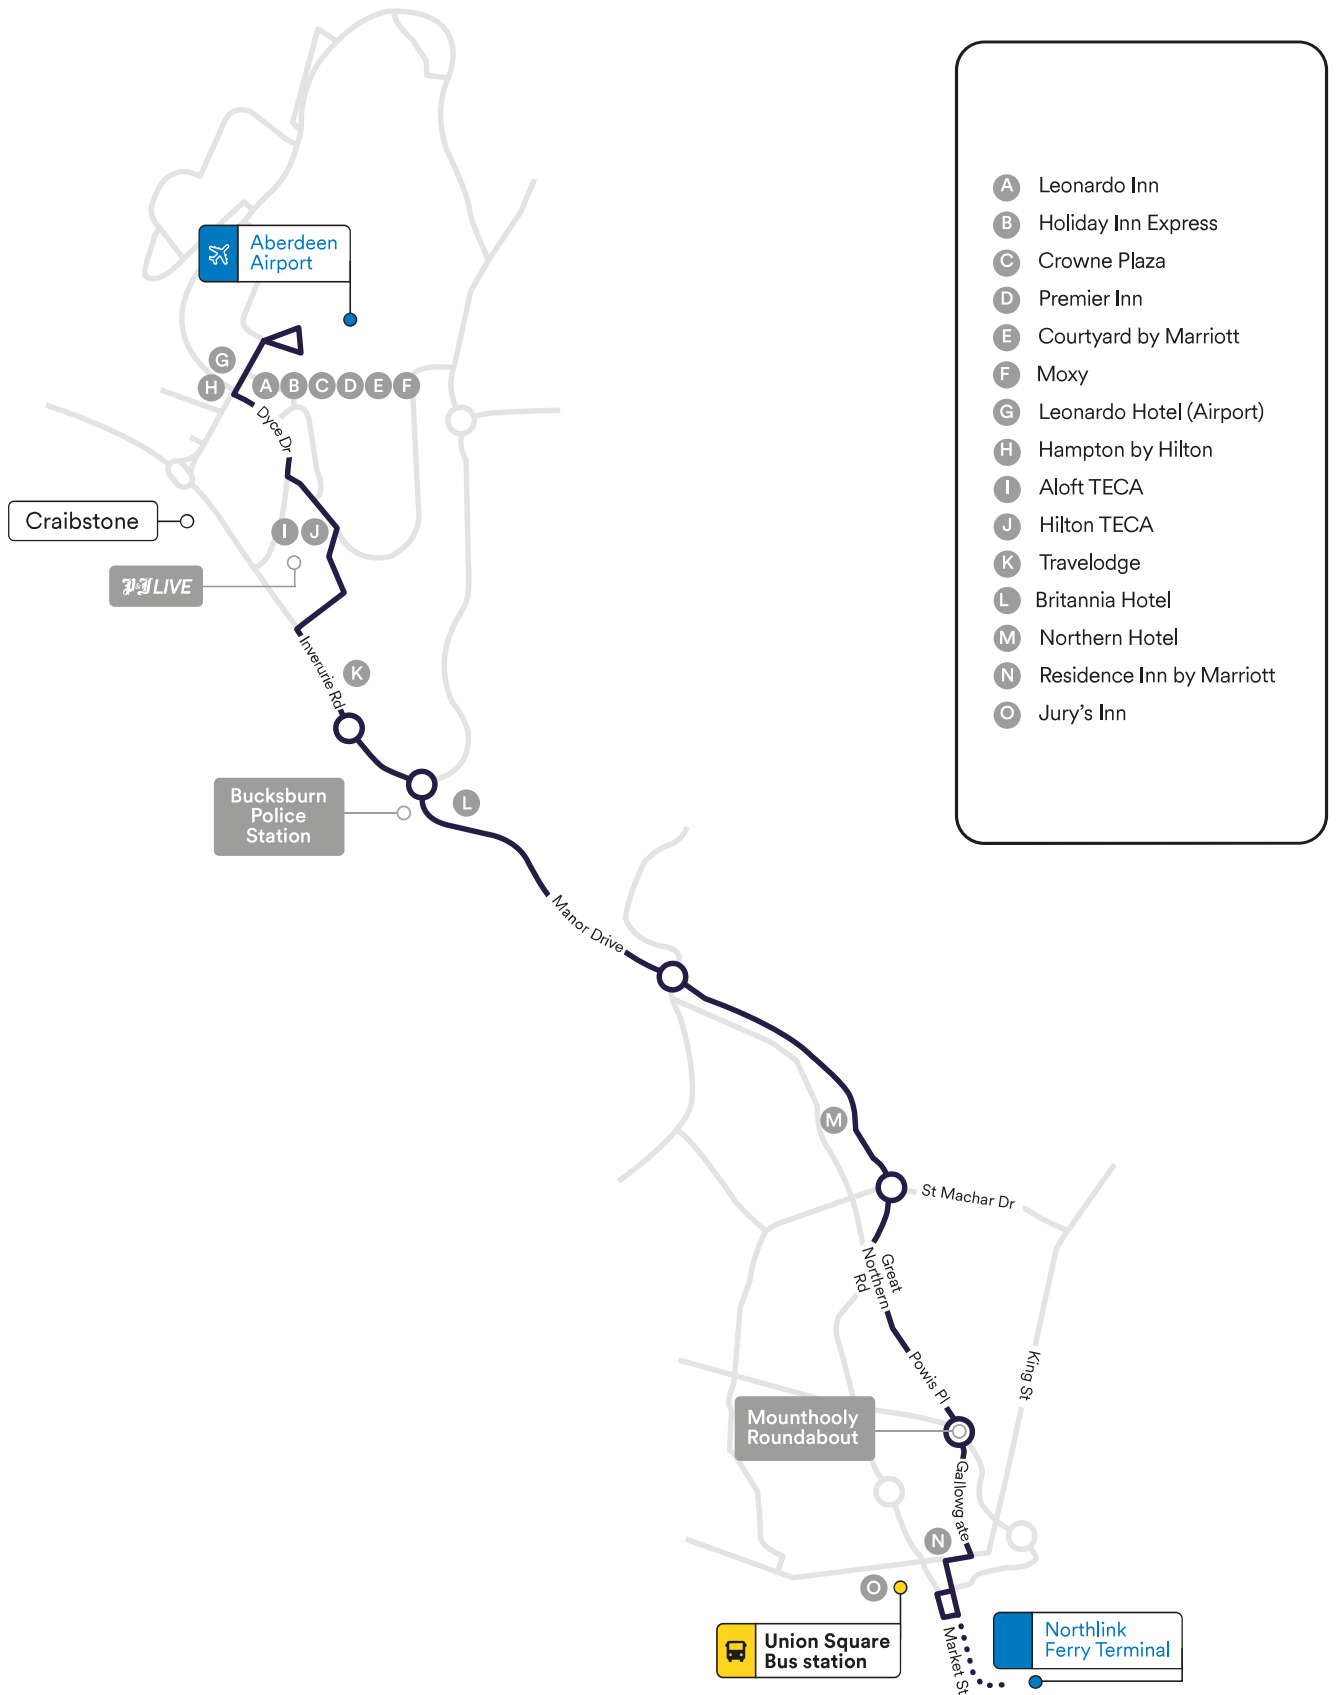 Aberdeen
Airport
G
H
A B C D E F
Dyce Dr
Craibstone
I J
P&J LIVE
Inverurie Rd
K
Bucksburn
Police
Station
L
Manor Drive
M
St Machar Dr
Great
Northern
Rd
Powis Pl
King St
Mounthooly
Roundabout
Gallowgate
N
O
Union Square
Bus station
Market St
Northlink
Ferry Terminal
A Leonardo Inn
B Holiday Inn Express
C Crowne Plaza
D Premier Inn
E Courtyard by Marriott
F Moxy
G Leonardo Hotel (Airport)
H Hampton by Hilton
I Aloft TECA
J Hilton TECA
K Travelodge
L Britannia Hotel
M Northern Hotel
N Residence Inn by Marriott
O Jury's Inn